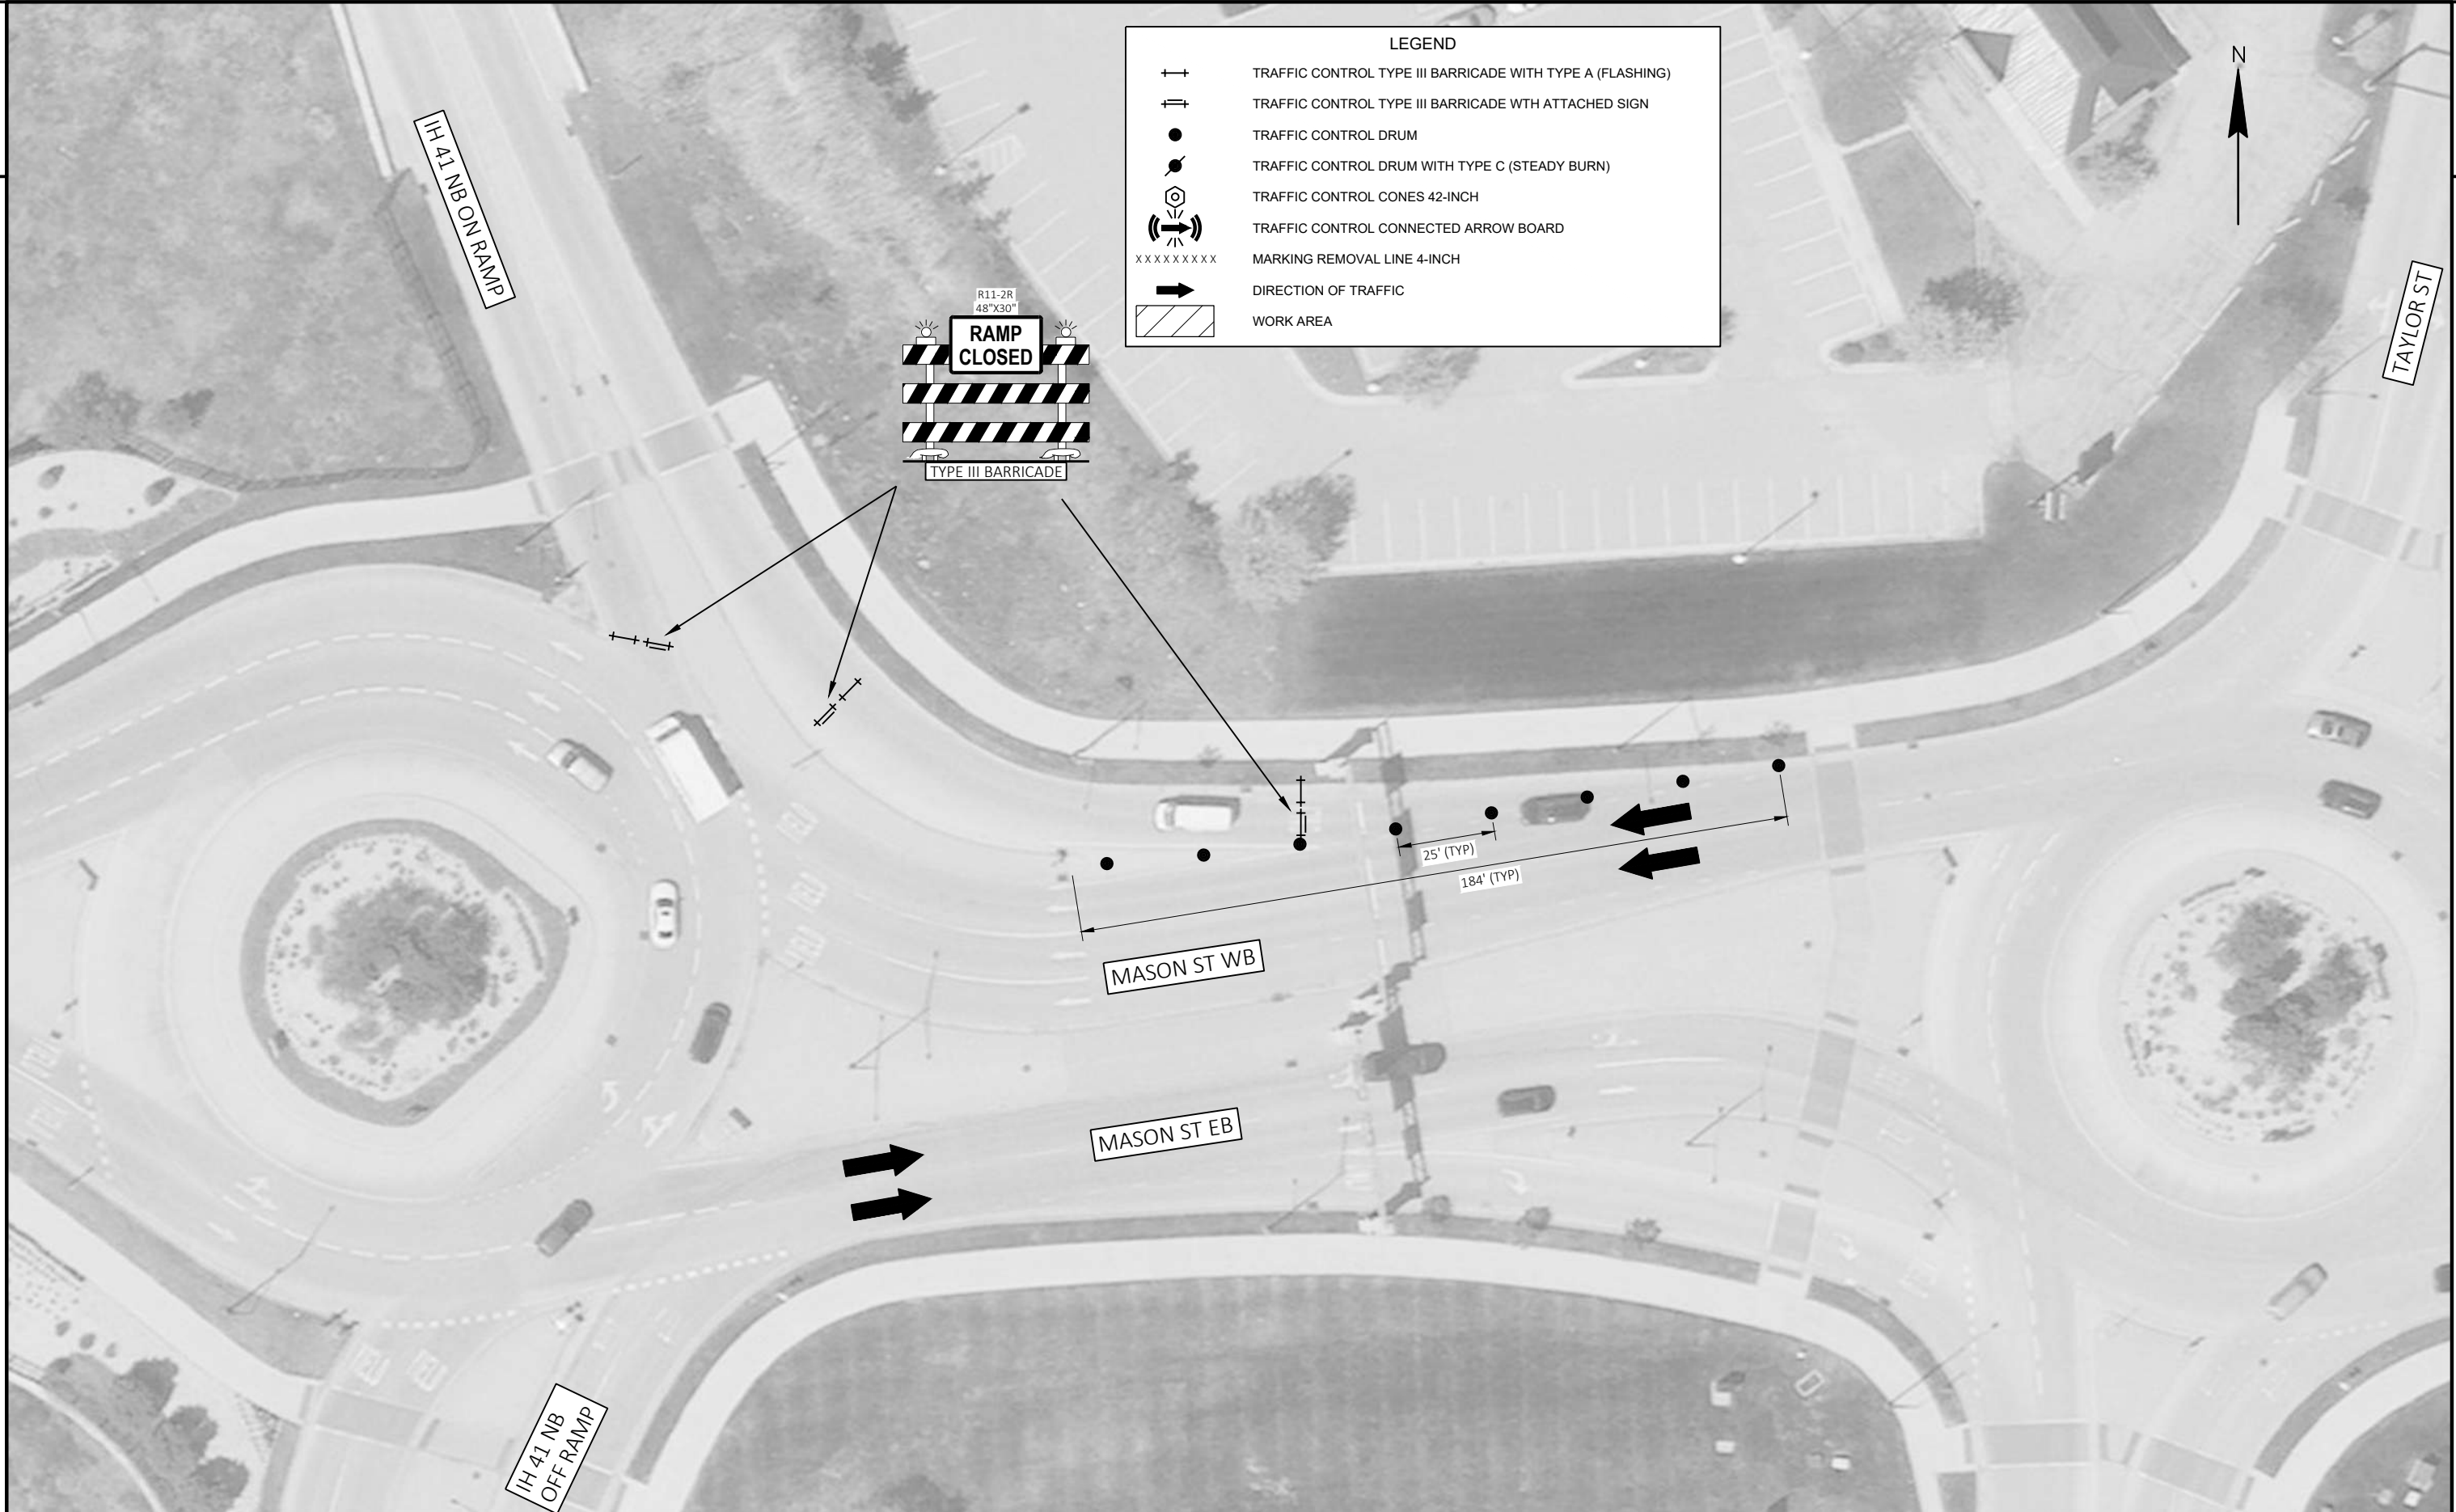 LEGEND
TRAFFIC CONTROL TYPE III BARRICADE WITH TYPE A (FLASHING)
TRAFFIC CONTROL TYPE III BARRICADE WTH ATTACHED SIGN
TRAFFIC CONTROL DRUM
TRAFFIC CONTROL DRUM WITH TYPE C (STEADY BURN)
TRAFFIC CONTROL CONES 42-INCH
TRAFFIC CONTROL CONNECTED ARROW BOARD
XXXXXXXXX MARKING REMOVAL LINE 4-INCH
DIRECTION OF TRAFFIC
WORK AREA
N
IH 41 NB ON RAMP
TAYLOR ST
R11-2R
48"X30"
RAMP
CLOSED
TYPE III BARRICADE
25' (TYP)
184' (TYP)
MASON ST WB
MASON ST EB
IH 41 NB
OFF RAMP